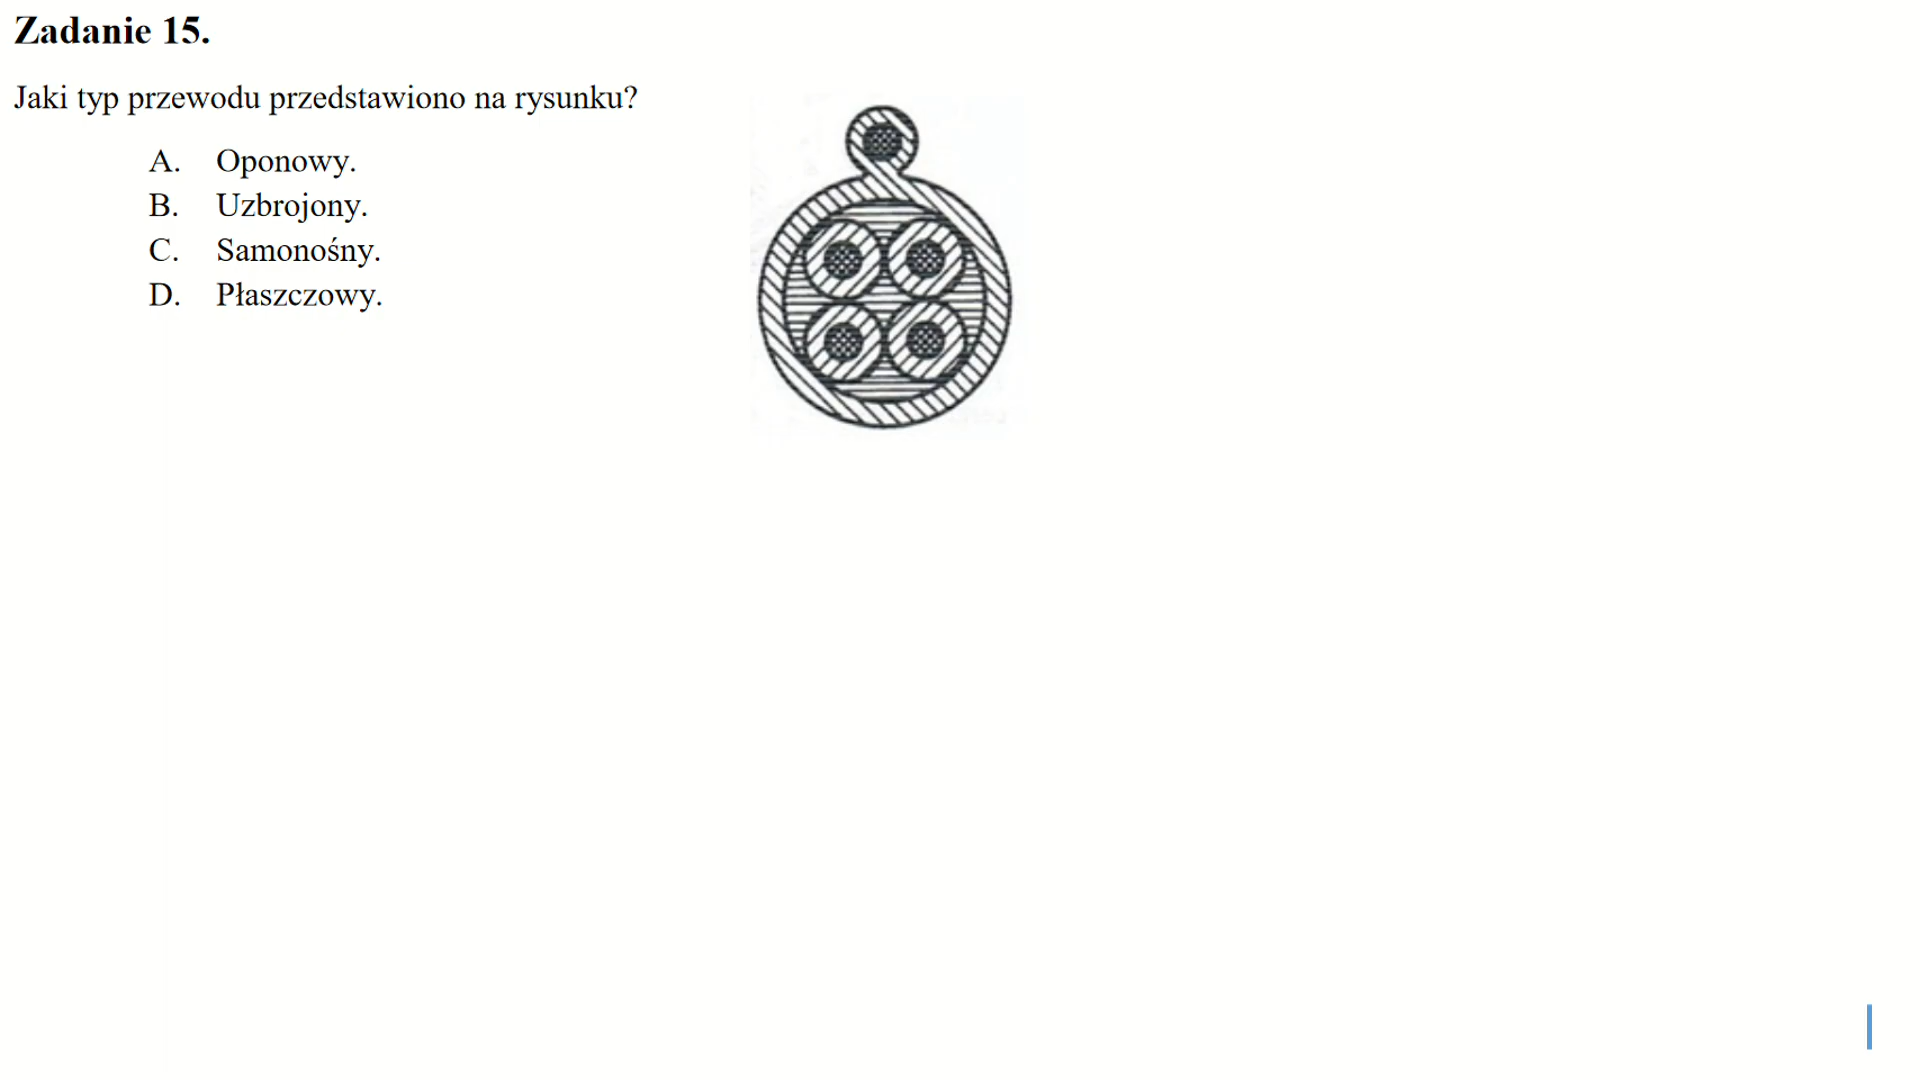 Zadanie 15.
Jaki typ przewodu przedstawiono na rysunku?
A. Oponowy.
B. Uzbrojony.
C. Samonośny.
D. Płaszczowy.